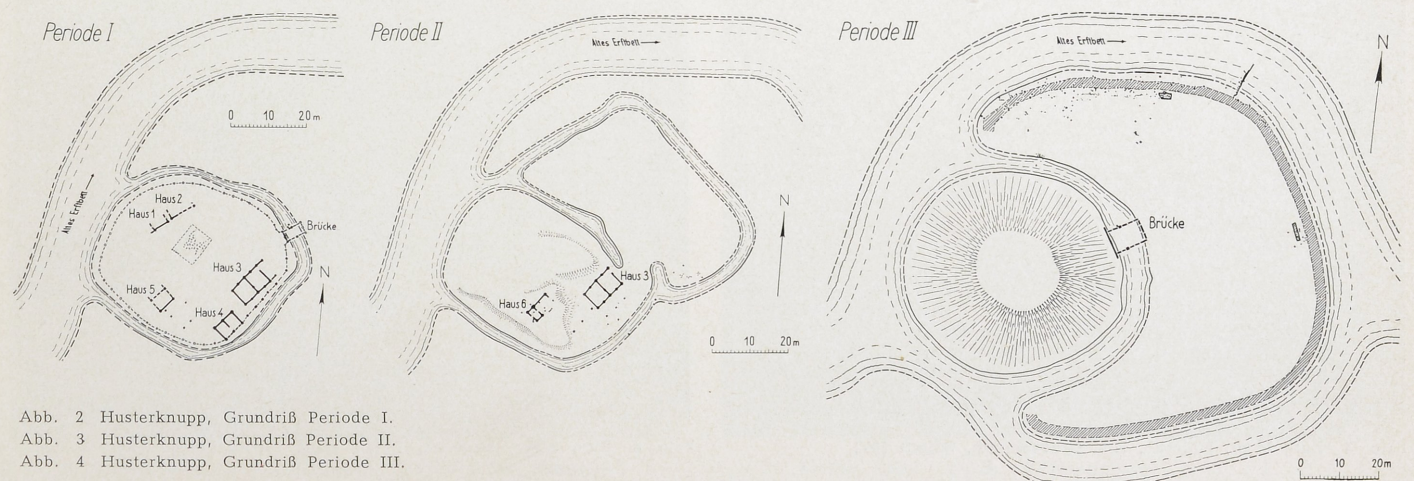 Periode I
Altes Erftbett
0 10 20m
Haus 2
Haus 1
Brücke
Haus 3
Haus 5
Haus 4
N
Periode II
Altes Erftbett
N
Haus 3
Haus 6
0 10 20m
Periode III
Altes Erftbett
N
Brücke
0 10 20m
Abb. 2 Husterknupp, Grundriß Periode I.
Abb. 3 Husterknupp, Grundriß Periode II.
Abb. 4 Husterknupp, Grundriß Periode III.